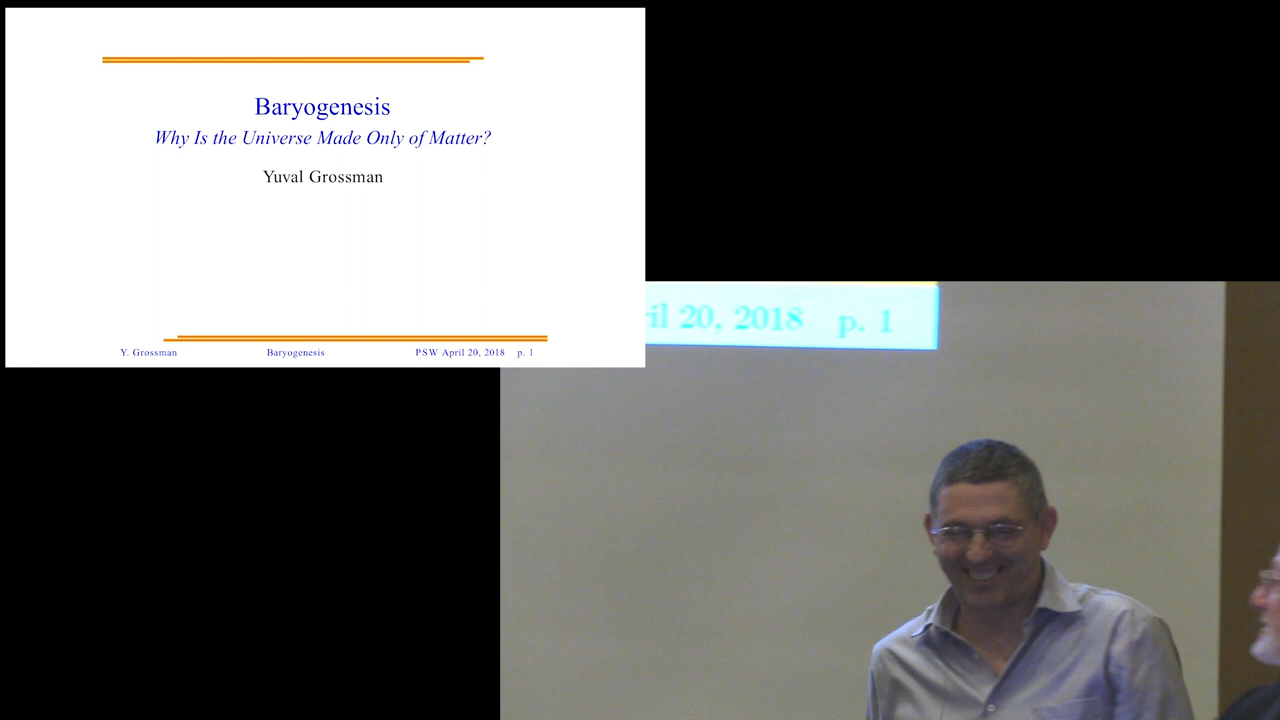 Baryogenesis
Why Is the Universe Made Only of Matter?
Yuval Grossman
Y. Grossman Baryogenesis PSW April 20, 2018 p. 1
il 20, 2018 p. 1